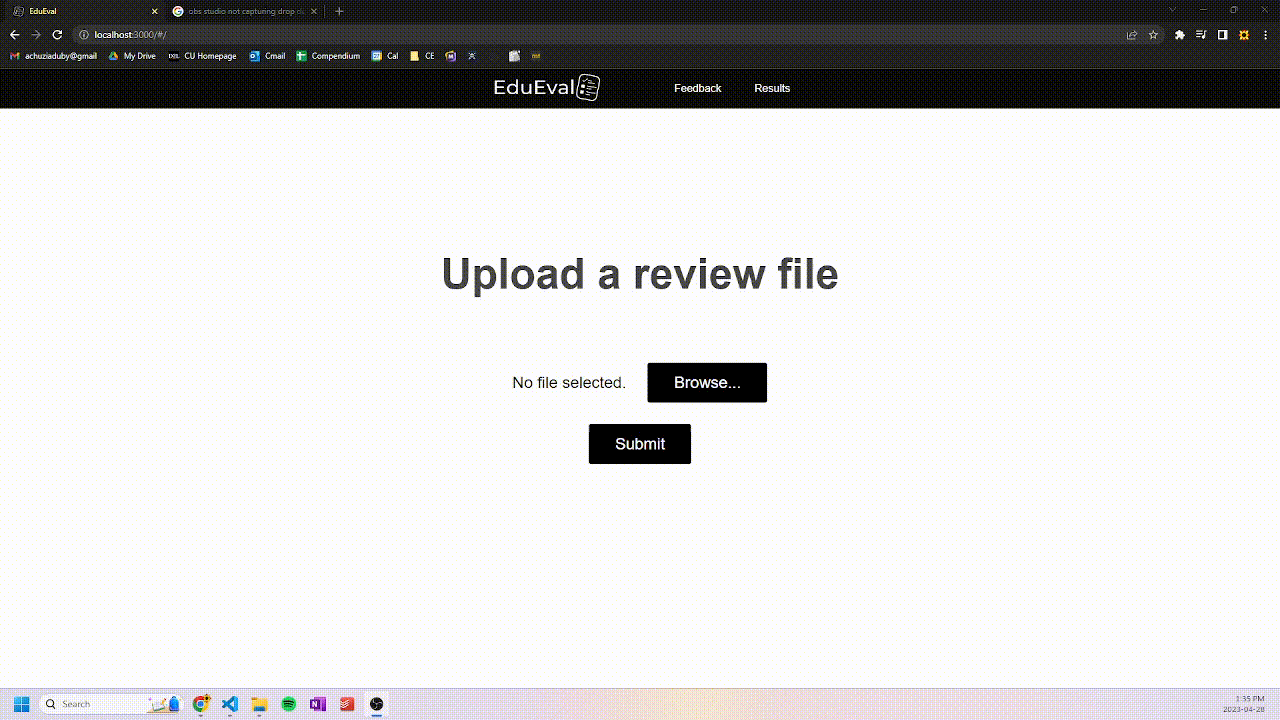 EduEval
obs studio not capturing drop d
localhost:3000/#/
achuziaduby@gmail My Drive CU Homepage Cmail Compendium Cal CE
EduEval Feedback Results
Upload a review file
No file selected. Browse...
Submit
Search
1:35 PM
2023-04-28